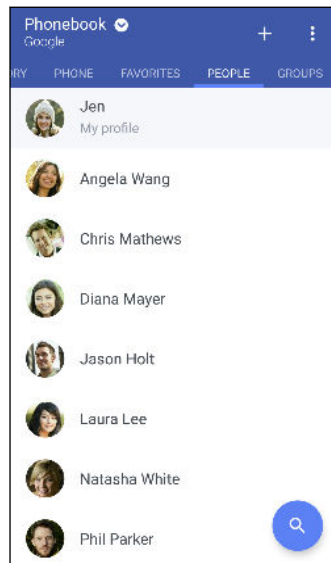 Phonebook
Google
RY PHONE FAVORITES PEOPLE GROUPS
Jen
My profile
Angela Wang
Chris Mathews
Diana Mayer
Jason Holt
Laura Lee
Natasha White
Phil Parker